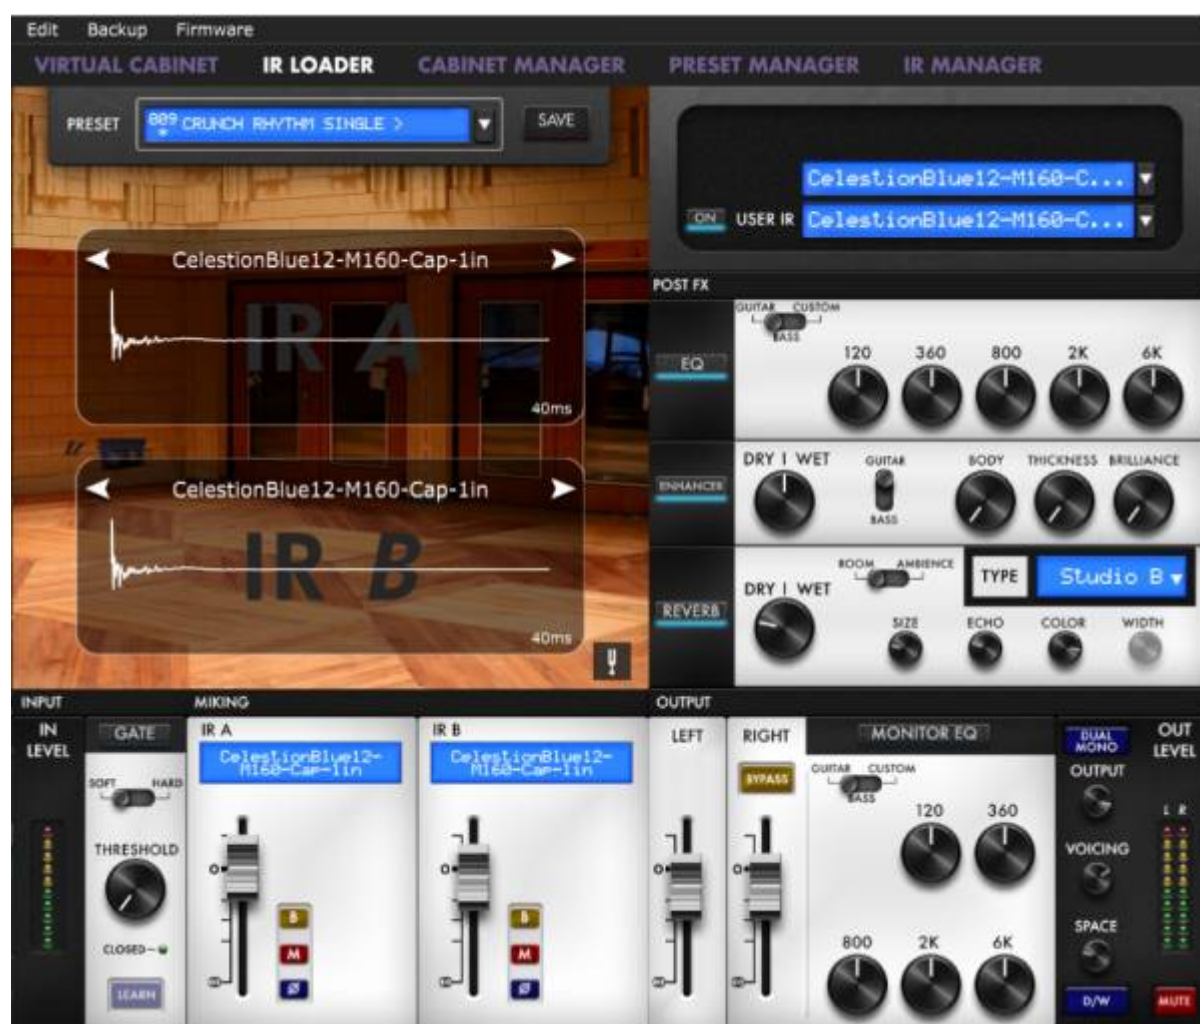 Edit Backup Firmware
VIRTUAL CABINET IR LOADER CABINET MANAGER PRESET MANAGER IR MANAGER
PRESET 009 CRUNCH RHYTHM SINGLE > SAVE
*
CelestionBlue12-M160-C...
ON USER IR CelestionBlue12-M160-C...
CelestionBlue12-M160-Cap-1in
IR A
40ms
CelestionBlue12-M160-Cap-1in
IR B
40ms
POST FX
GUITAR CUSTOM
BASS
EQ
120 360 800 2K 6K
ENHANCER
DRY | WET
GUITAR
BASS
BODY THICKNESS BRILLIANCE
REVERB
DRY | WET
ROOM AMBIENCE
TYPE Studio B
SIZE ECHO COLOR WIDTH
INPUT MIKING OUTPUT
IN
LEVEL
GATE
SOFT HARD
THRESHOLD
CLOSED
LEARN
IR A
CelestionBlue12-
M160-Cap-1in
0
B
M
Ø
∞
IR B
CelestionBlue12-
M160-Cap-1in
0
B
M
Ø
∞
LEFT
0
∞
RIGHT
BYPASS
0
∞
MONITOR EQ
GUITAR CUSTOM
BASS
120 360
800 2K 6K
DUAL
MONO
OUTPUT
VOICING
SPACE
D/W
OUT
LEVEL
L R
MUTE